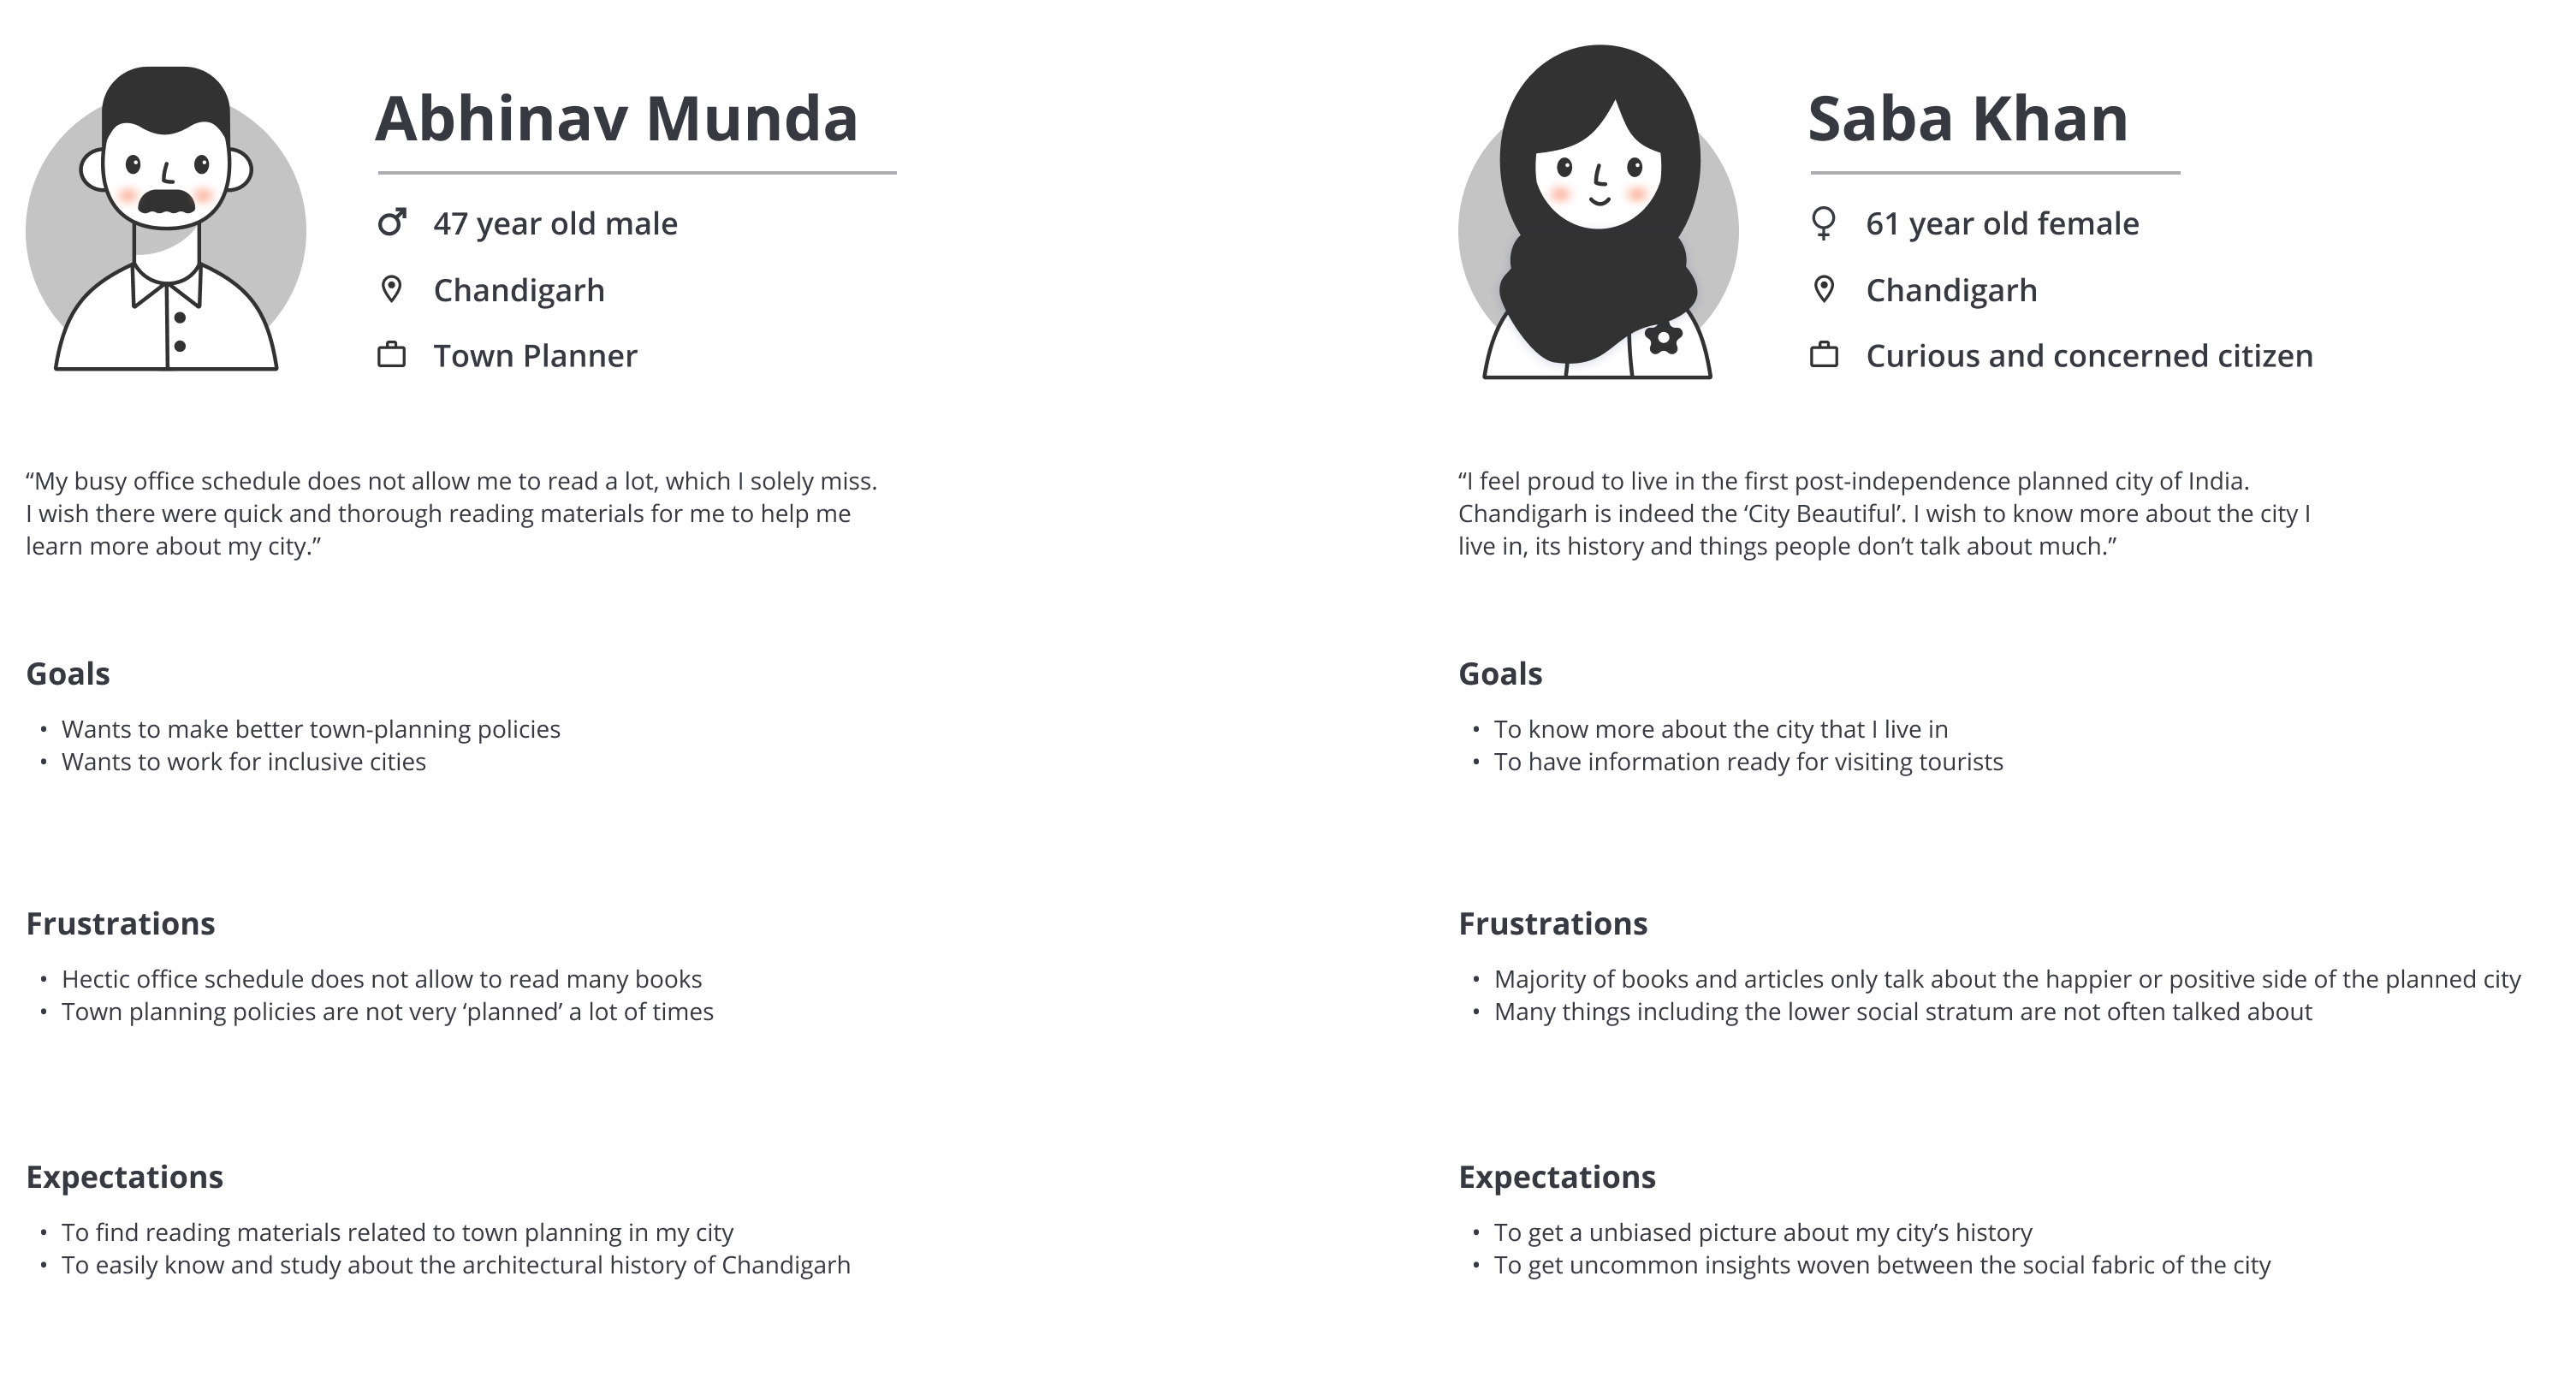 Abhinav Munda
47 year old male
Chandigarh
Town Planner
“My busy office schedule does not allow me to read a lot, which I solely miss.
I wish there were quick and thorough reading materials for me to help me
learn more about my city.”
Goals
• Wants to make better town-planning policies
• Wants to work for inclusive cities
Frustrations
• Hectic office schedule does not allow to read many books
• Town planning policies are not very ‘planned’ a lot of times
Expectations
• To find reading materials related to town planning in my city
• To easily know and study about the architectural history of Chandigarh
Saba Khan
61 year old female
Chandigarh
Curious and concerned citizen
“I feel proud to live in the first post-independence planned city of India.
Chandigarh is indeed the ‘City Beautiful’. I wish to know more about the city I
live in, its history and things people don’t talk about much.”
Goals
• To know more about the city that I live in
• To have information ready for visiting tourists
Frustrations
• Majority of books and articles only talk about the happier or positive side of the planned city
• Many things including the lower social stratum are not often talked about
Expectations
• To get a unbiased picture about my city’s history
• To get uncommon insights woven between the social fabric of the city